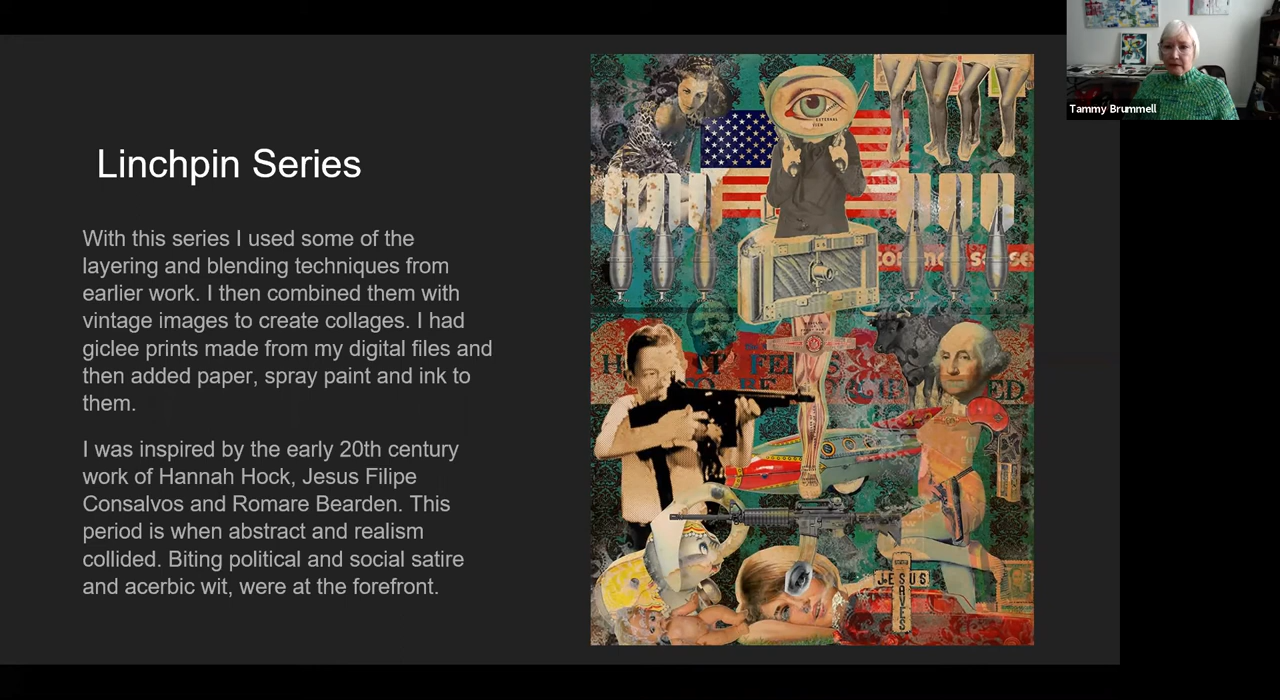 Tammy Brummell
Linchpin Series
With this series I used some of the
layering and blending techniques from
earlier work. I then combined them with
vintage images to create collages. I had
giclee prints made from my digital files and
then added paper, spray paint and ink to
them.
I was inspired by the early 20th century
work of Hannah Hock, Jesus Filipe
Consalvos and Romare Bearden. This
period is when abstract and realism
collided. Biting political and social satire
and acerbic wit, were at the forefront.
EXTERNAL
VIEW
JESUS
SAVES